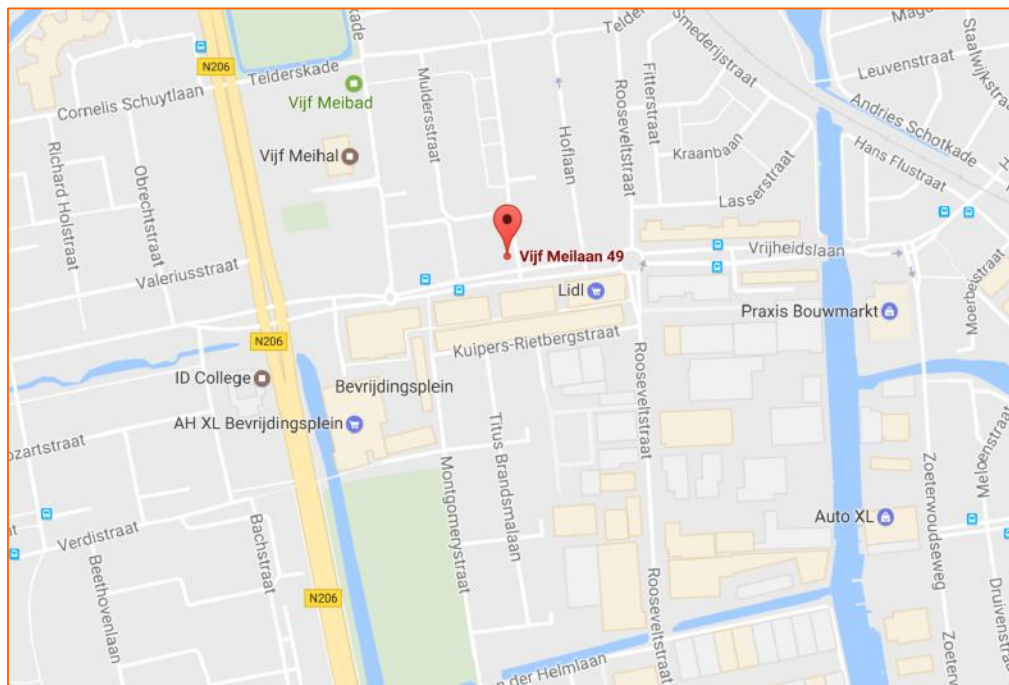 Telderskade
Smederijstraat
Leuvenstraat
Staalwijkstraat
N206
Cornelis Schuytlaan
Vijf Meibad
Muldersstraat
Hoflaan
Rooseveltstraat
Fitterstraat
Andries Schotkade
Vijf Meihal
Kraanbaan
Hans Flustraat
Richard Holstraat
Obrechtstraat
Lasserstraat
Valeriusstraat
Vijf Meilaan 49
Vrijheidslaan
Lidl
Praxis Bouwmarkt
N206
Kuipers-Rietbergstraat
ID College
Bevrijdingsplein
Rooseveltstraat
AH XL Bevrijdingsplein
Titus Brandsmalaan
Montgomerystraat
Meloenstraat
Zoeterwoudseweg
Auto XL
Verdistraat
Bachstraat
Beethovenlaan
N206
Rooseveltstraat
Druivenstraat